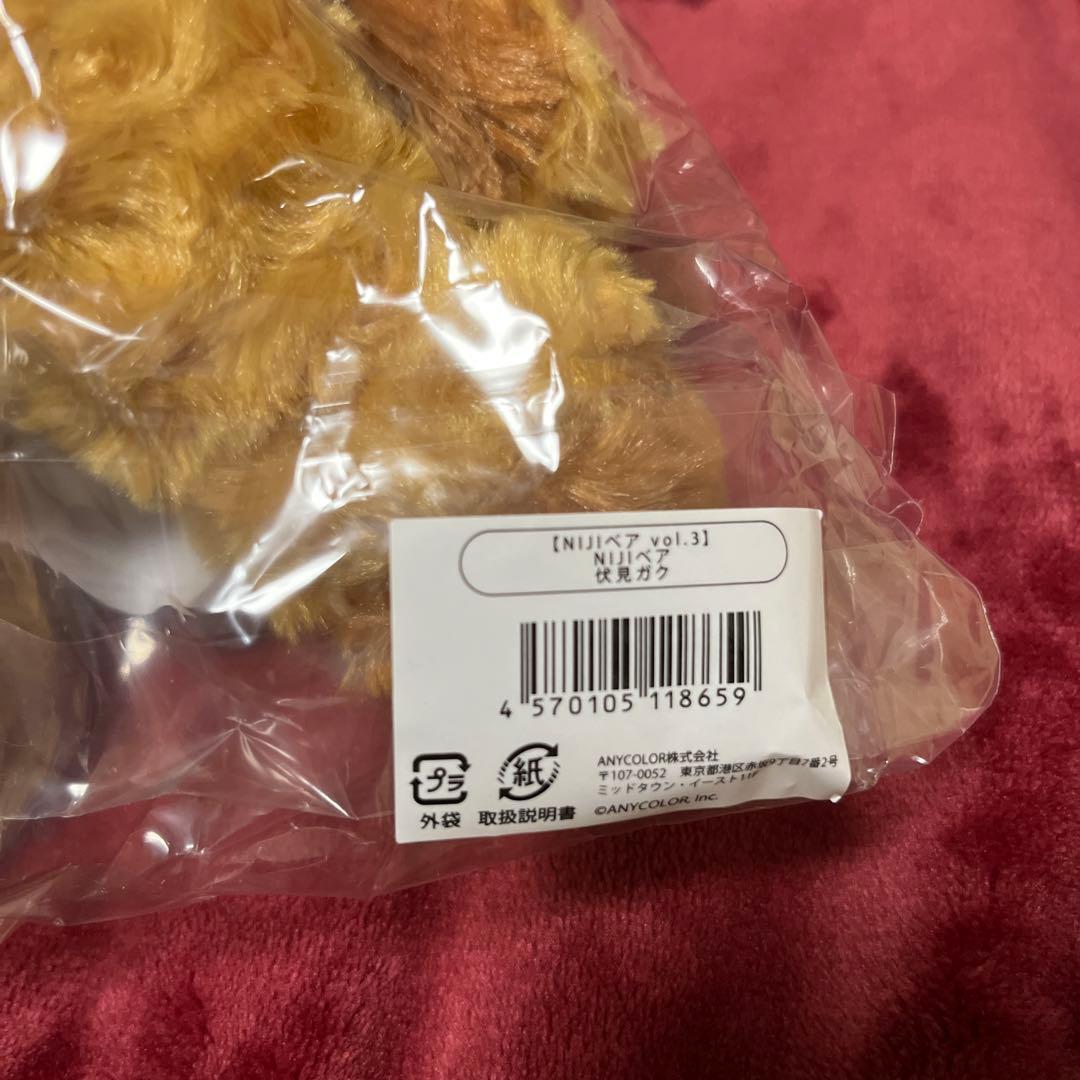 【NIJIベア vol.3】
NIJIベア
伏見ガク
4 570105 118659
プラ
外袋
紙
取扱説明書
ANYCOLOR株式会社
〒107-0052 東京都港区赤坂9丁目7番2号
ミッドタウン・イースト11F
©ANYCOLOR, Inc.